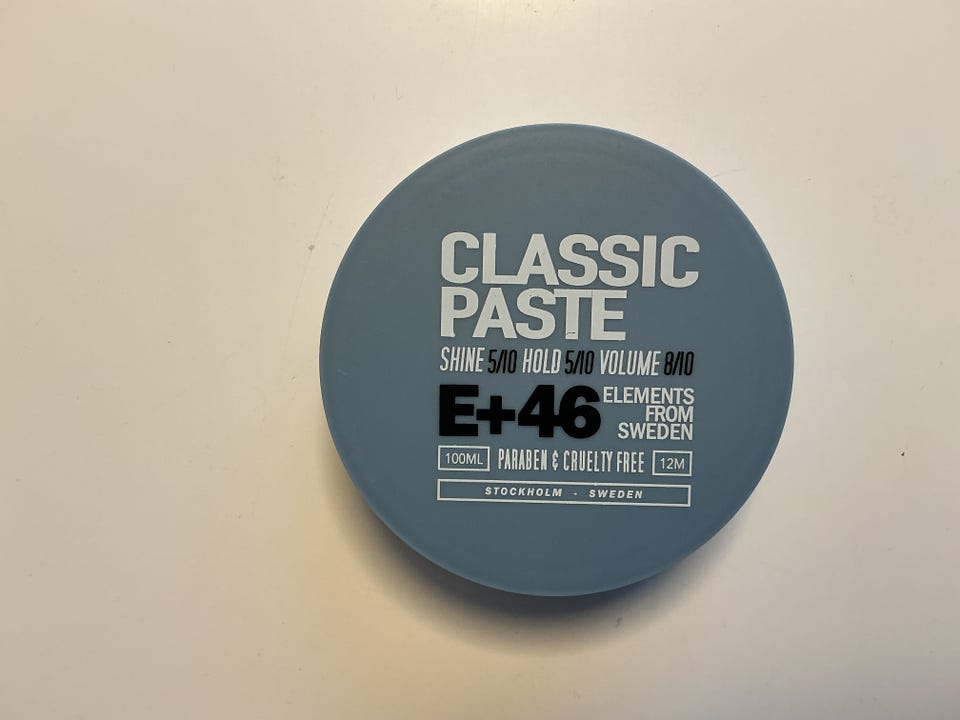 CLASSIC
PASTE
SHINE 5/10 HOLD 5/10 VOLUME 8/10
E+46
ELEMENTS
FROM
SWEDEN
100ML PARABEN & CRUELTY FREE 12M
STOCKHOLM - SWEDEN